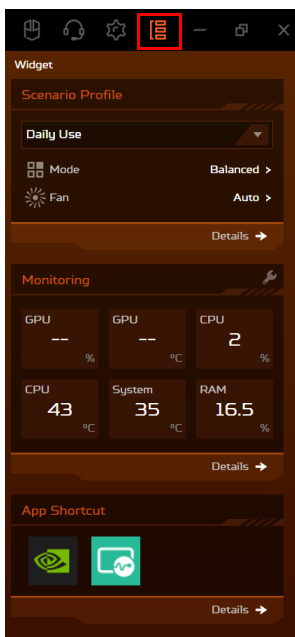 Widget
Scenario Profile
Daily Use
Mode Balanced >
Fan Auto >
Details →
Monitoring
GPU GPU CPU
-- -- 2
% °C %
CPU System RAM
43 35 16.5
°C °C %
Details →
App Shortcut
Details →